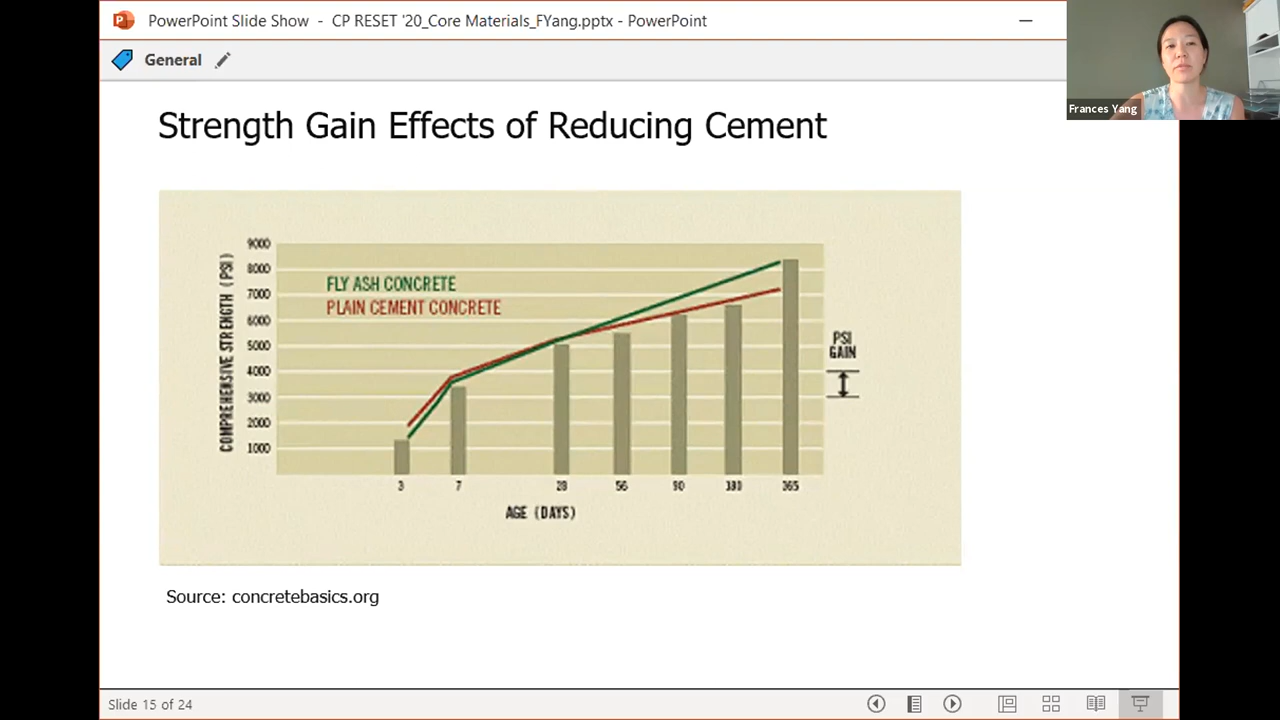 PowerPoint Slide Show - CP RESET '20_Core Materials_FYang.pptx - PowerPoint
General
Frances Yang
Strength Gain Effects of Reducing Cement
COMPREHENSIVE STRENGTH (PSI)
9000
8000
7000
6000
5000
4000
3000
2000
1000
FLY ASH CONCRETE
PLAIN CEMENT CONCRETE
PSI
GAIN
3 7 28 56 90 180 365
AGE (DAYS)
Source: concretebasics.org
Slide 15 of 24